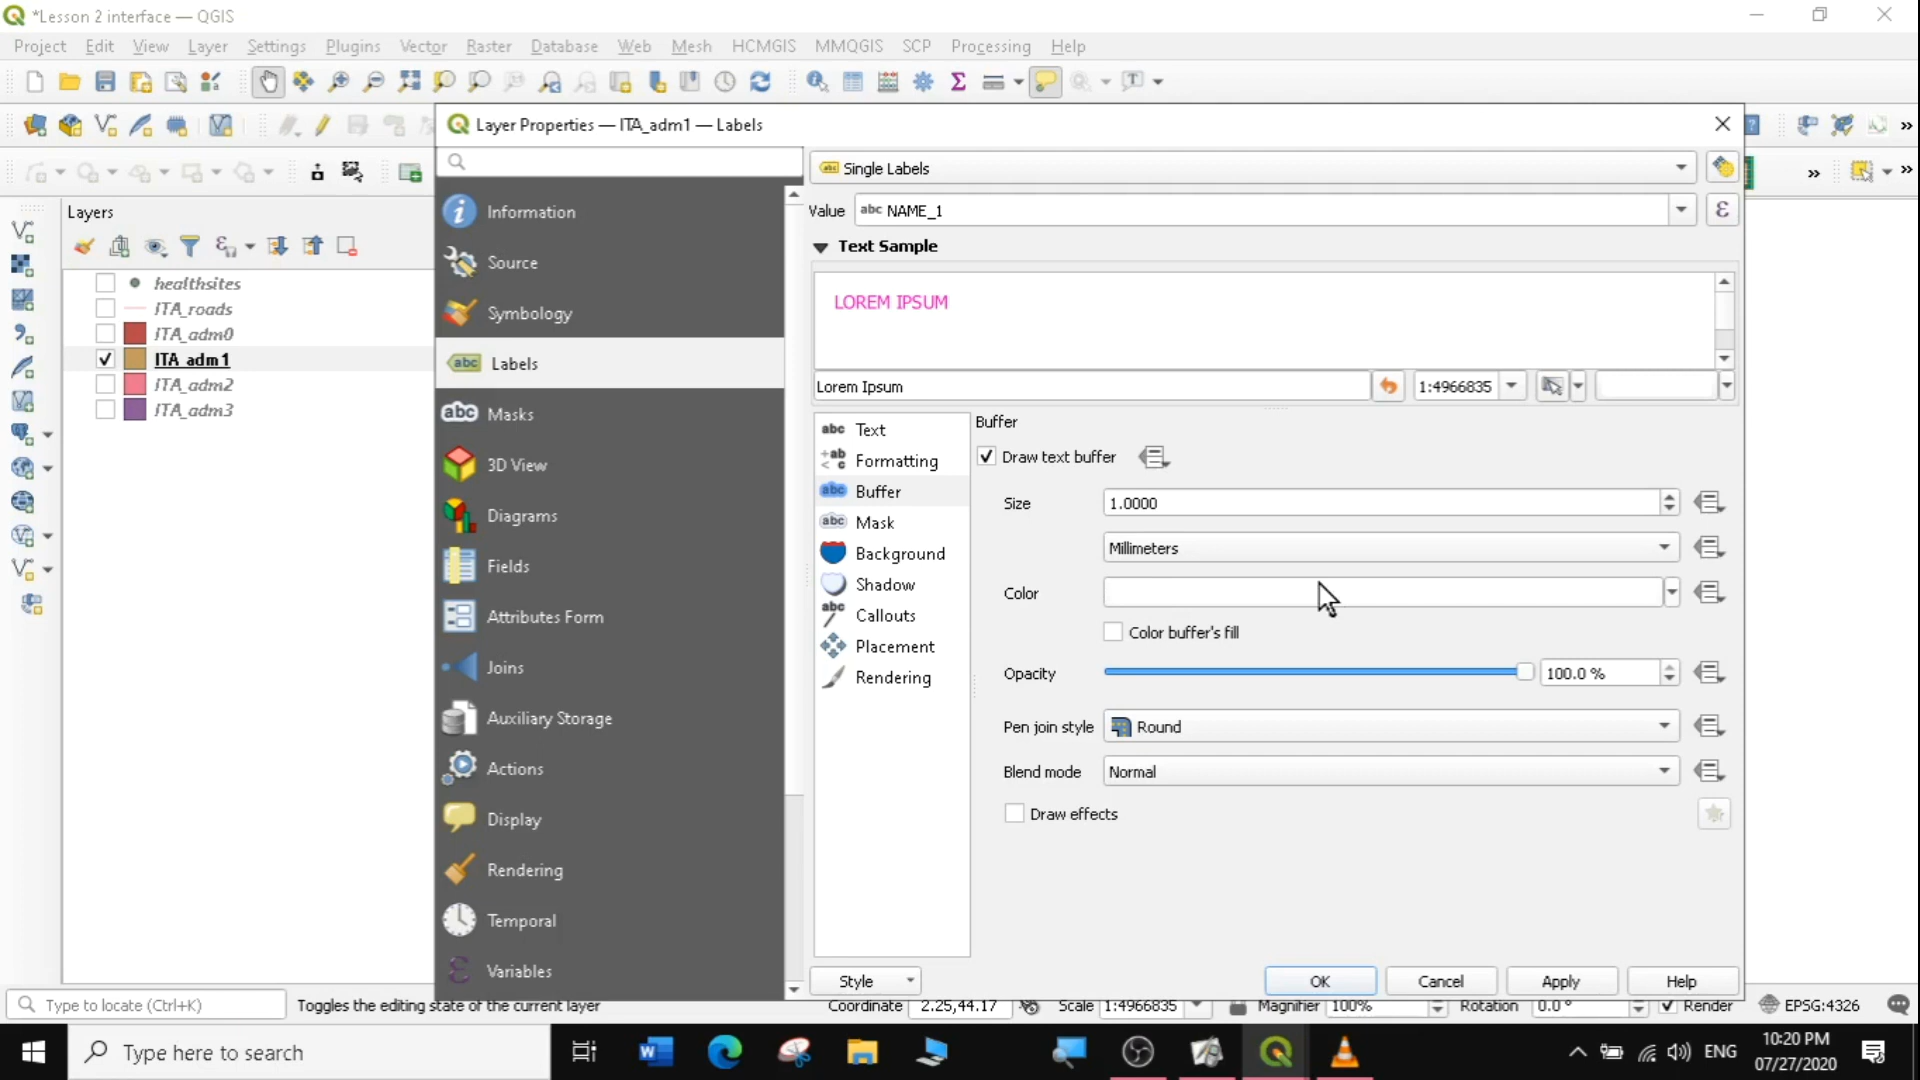 *Lesson 2 interface — QGIS
Project Edit View Layer Settings Plugins Vector Raster Database Web Mesh HCMGIS MMQGIS SCP Processing Help
Layer Properties — ITA_adm1 — Labels
Single Labels
Layers
Information
Value abc NAME_1
Text Sample
Source
healthsites
LOREM IPSUM
ITA_roads
Symbology
ITA_adm0
ITA_adm1
abc Labels
ITA_adm2
Lorem Ipsum
1:4966835
ITA_adm3
abc Masks
abc Text
Buffer
Formatting
Draw text buffer
3D View
abc Buffer
Size 1.0000
Diagrams
abc Mask
Millimeters
Background
Fields
Shadow
Color
Attributes Form
abc Callouts
Color buffer's fill
Placement
Joins
Opacity 100.0 %
Rendering
Auxiliary Storage
Pen join style Round
Actions
Blend mode Normal
Display
Draw effects
Rendering
Temporal
Variables
Style OK Cancel Apply Help
Type to locate (Ctrl+K) Toggles the editing state of the current layer Coordinate 2.25,44.17 Scale 1:4966835 Magnifier 100% Rotation 0.0 ° Render EPSG:4326
Type here to search
ENG
10:20 PM
07/27/2020